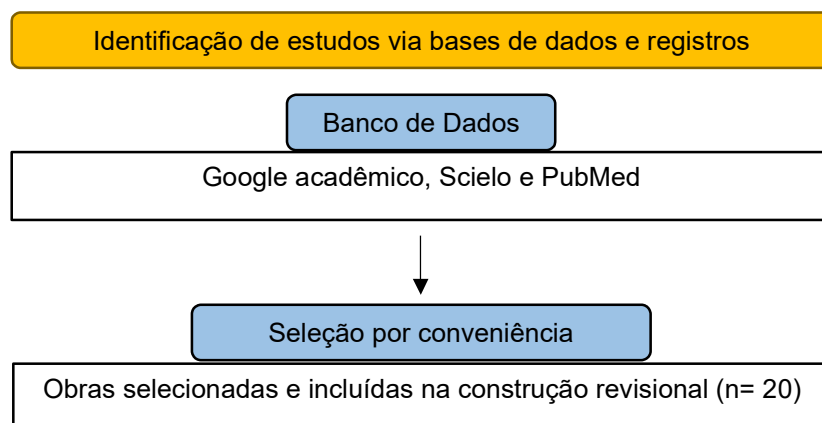 Identificação de estudos via bases de dados e registros
Banco de Dados
Google acadêmico, Scielo e PubMed
Seleção por conveniência
Obras selecionadas e incluídas na construção revisional (n= 20)